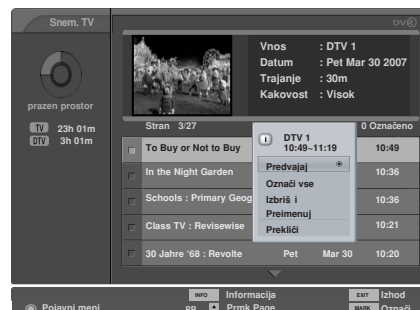 Snem. TV
DVR
Vnos : DTV 1
Datum : Pet Mar 30 2007
Trajanje : 30m
Kakovost : Visok
prazen prostor
TV 23h 01m
DTV 3h 01m
Stran 3/27
0 Označeno
To Buy or Not to Buy 10:49
In the Night Garden 10:36
Schools : Primary Geog 10:36
Class TV : Revisewise 10:21
30 Jahre '68 : Revolte Pet Mar 30 10:20
i DTV 1
10:49~11:19
Predvajaj
Označi vse
Izbriš i
Preimenuj
Prekliči
INFO Informacija EXIT Izhod
Pojavni meni PR Prmk Page MARK Označi